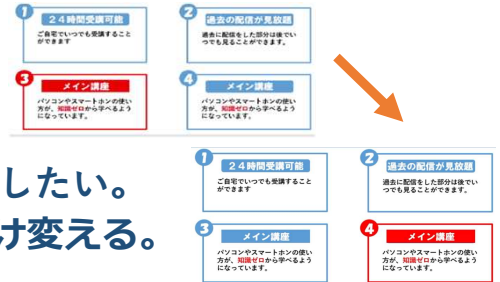 1
24時間受講可能
ご自宅でいつでも受講すること
ができます
2
過去の配信が見放題
過去に配信をした部分は後でい
つでも見ることができます。
3
メイン講座
パソコンやスマートホンの使い
方が、知識ゼロから学べるよう
になっています。
4
メイン講座
パソコンやスマートホンの使い
方が、知識ゼロから学べるよう
になっています。
したい。
け変える。
1
24時間受講可能
ご自宅でいつでも受講すること
ができます
2
過去の配信が見放題
過去に配信をした部分は後でい
つでも見ることができます。
3
メイン講座
パソコンやスマートホンの使い
方が、知識ゼロから学べるよう
になっています。
4
メイン講座
パソコンやスマートホンの使い
方が、知識ゼロから学べるよう
になっています。